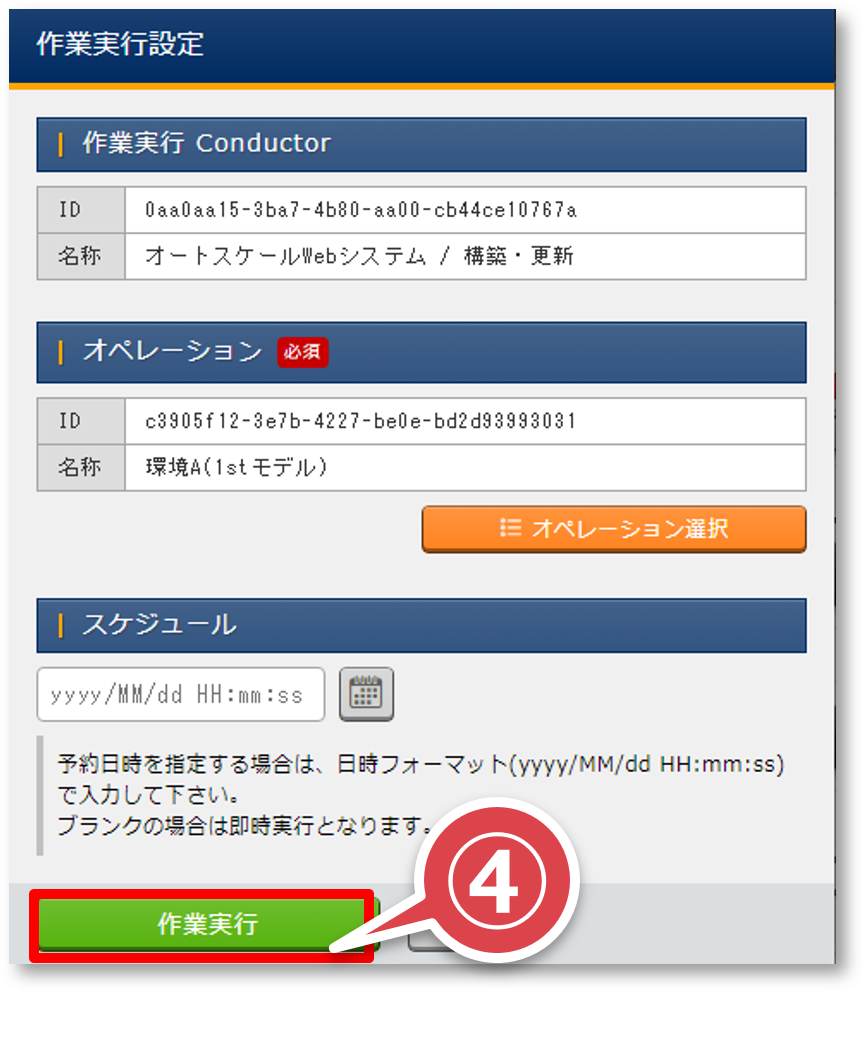 作業実行設定
作業実行 Conductor
ID 0aa0aa15-3ba7-4b80-aa00-cb44ce10767a
名称 オートスケールWebシステム / 構築・更新
オペレーション 必須
ID c3905f12-3e7b-4227-be0e-bd2d93993031
名称 環境A(1stモデル)
オペレーション選択
スケジュール
yyyy/MM/dd HH:mm:ss
予約日時を指定する場合は、日時フォーマット(yyyy/MM/dd HH:mm:ss)
で入力して下さい。
ブランクの場合は即時実行となります。
作業実行
④